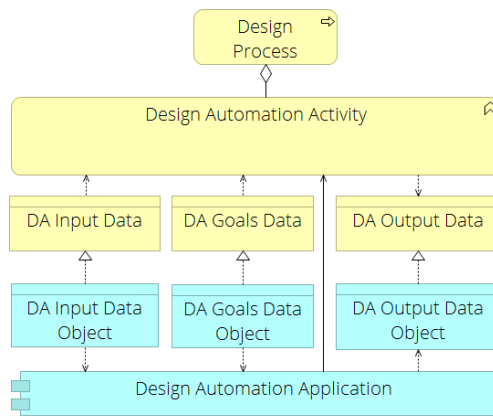 Design
Process
Design Automation Activity
DA Input Data
DA Goals Data
DA Output Data
DA Input Data
Object
DA Goals Data
Object
DA Output Data
Object
Design Automation Application